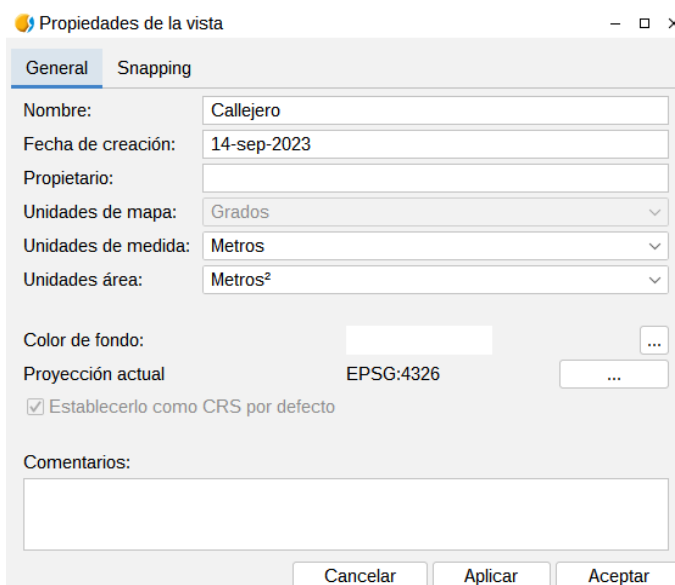 Propiedades de la vista
General Snapping
Nombre: Callejero
Fecha de creación: 14-sep-2023
Propietario:
Unidades de mapa: Grados
Unidades de medida: Metros
Unidades área: Metros²
Color de fondo: ...
Proyección actual EPSG:4326 ...
Establecerlo como CRS por defecto
Comentarios:
Cancelar Aplicar Aceptar